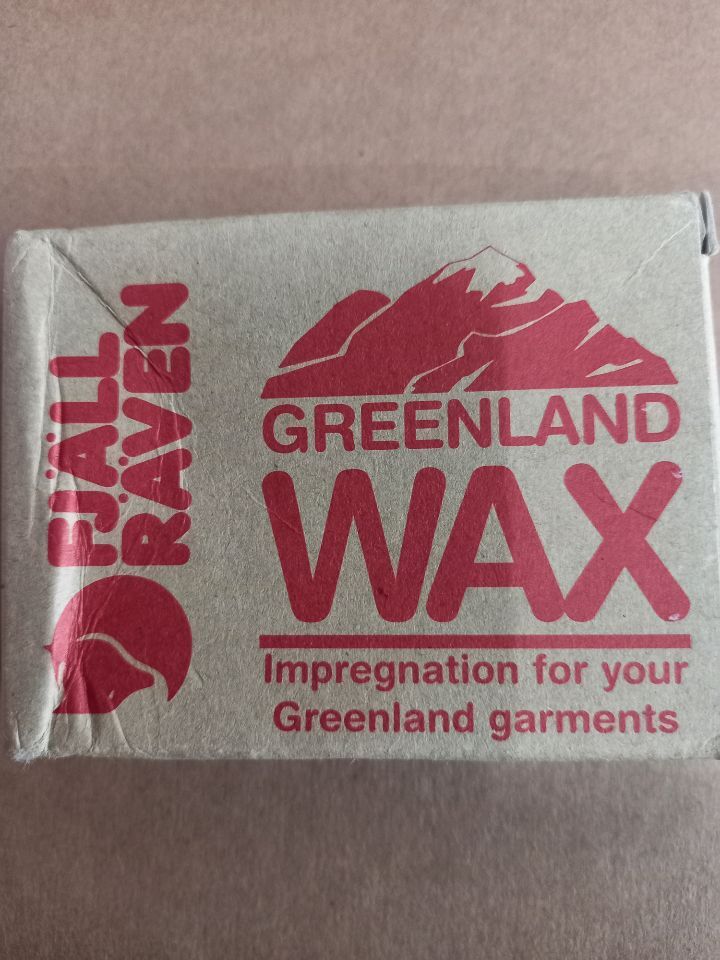 FJÄLL
RÄVEN
GREENLAND
WAX
Impregnation for your
Greenland garments